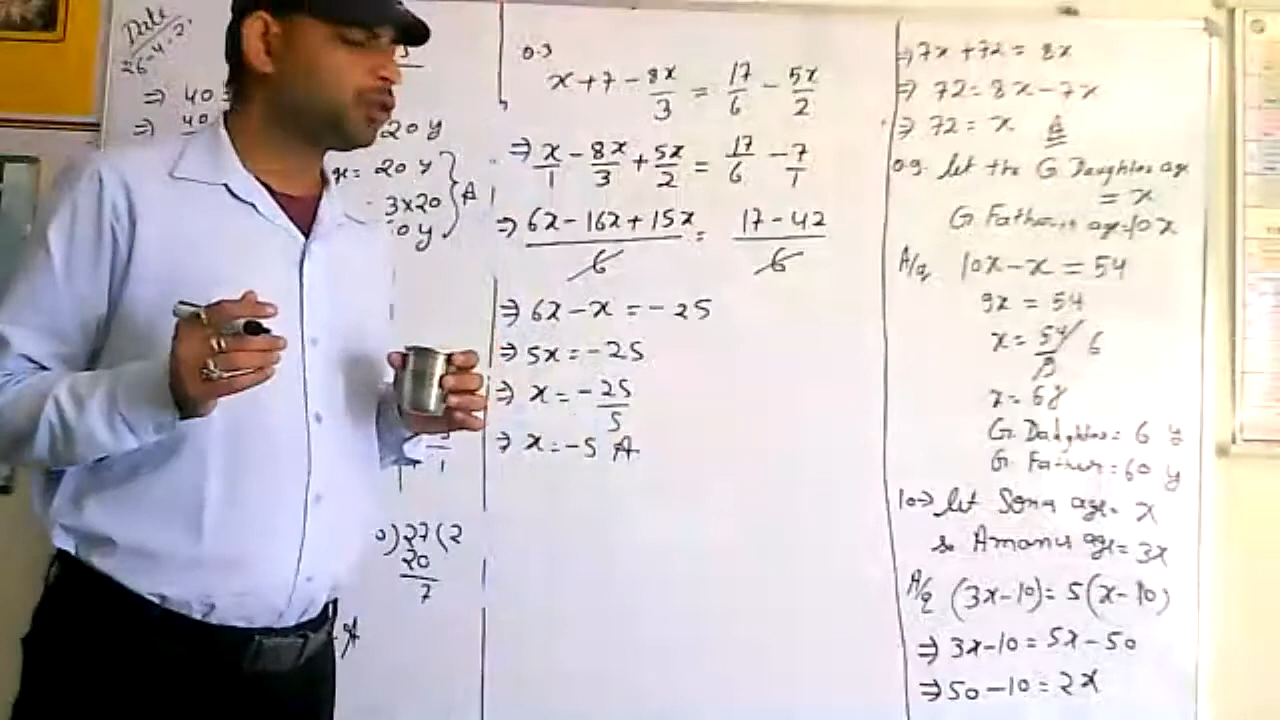 Date
26-4-2
⇒ 40
⇒ 40
20 y
x = 20 y
3×20
0 y
A
1
0)27(2
20
7
A
0.3
x + 7 - 8x/3 = 17/6 - 5x/2
⇒ x/1 - 8x/3 + 5x/2 = 17/6 - 7/1
⇒ (6x - 16x + 15x)/6 = (17 - 42)/6
⇒ 6x - x = -25
⇒ 5x = -25
⇒ x = -25/5
⇒ x = -5 A
⇒ 7x + 72 = 8x
⇒ 72 = 8x - 7x
⇒ 72 = x A
09. let the G Daughter age
= x
G Father age = 10x
A/q 10x - x = 54
9x = 54
x = 54/9 6
x = 6y
G. Daughter = 6 y
G. Father = 60 y
10→ let Sona age = x
so Amans age = 3x
A/q (3x-10) = 5(x-10)
⇒ 3x-10 = 5x-50
⇒ 50-10 = 2x